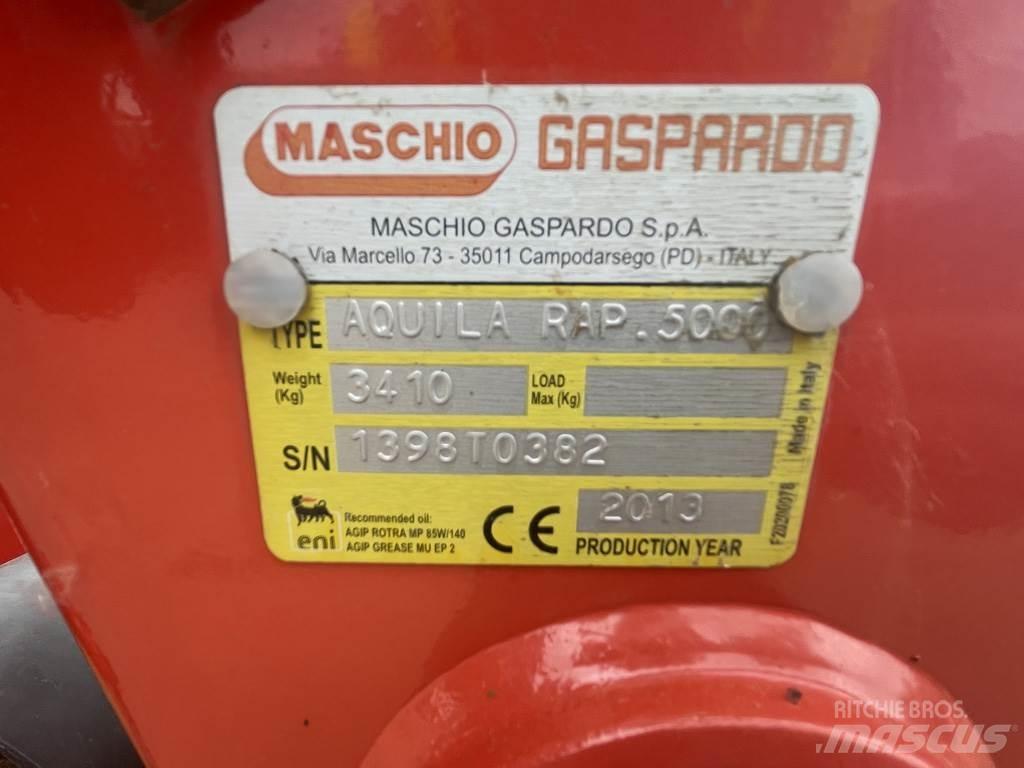 MASCHIO GASPARDO
MASCHIO GASPARDO S.p.A.
Via Marcello 73 - 35011 Campodarsego (PD) - ITALY
TYPE AQUILA RAP.5000
Weight (Kg) 3410 LOAD Max (Kg)
S/N 1398T0382
Made in Italy
F20240078
eni
Recommended oil:
AGIP ROTRA MP 85W/140
AGIP GREASE MU EP 2
CE
2013
PRODUCTION YEAR
RITCHIE BROS.
mascus